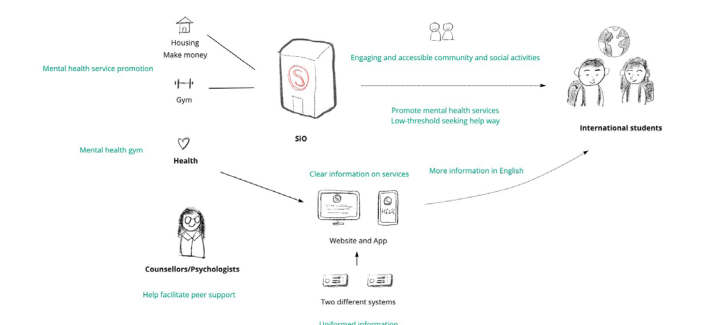 Housing
Make money
Engaging and accessible community and social activities
Mental health service promotion
Gym
Promote mental health services
Low-threshold seeking help way
SiO
International students
Mental health gym
Health
Clear information on services
More information in English
Website and App
Counsellors/Psychologists
Help facilitate peer support
Two different systems
Uniformed information